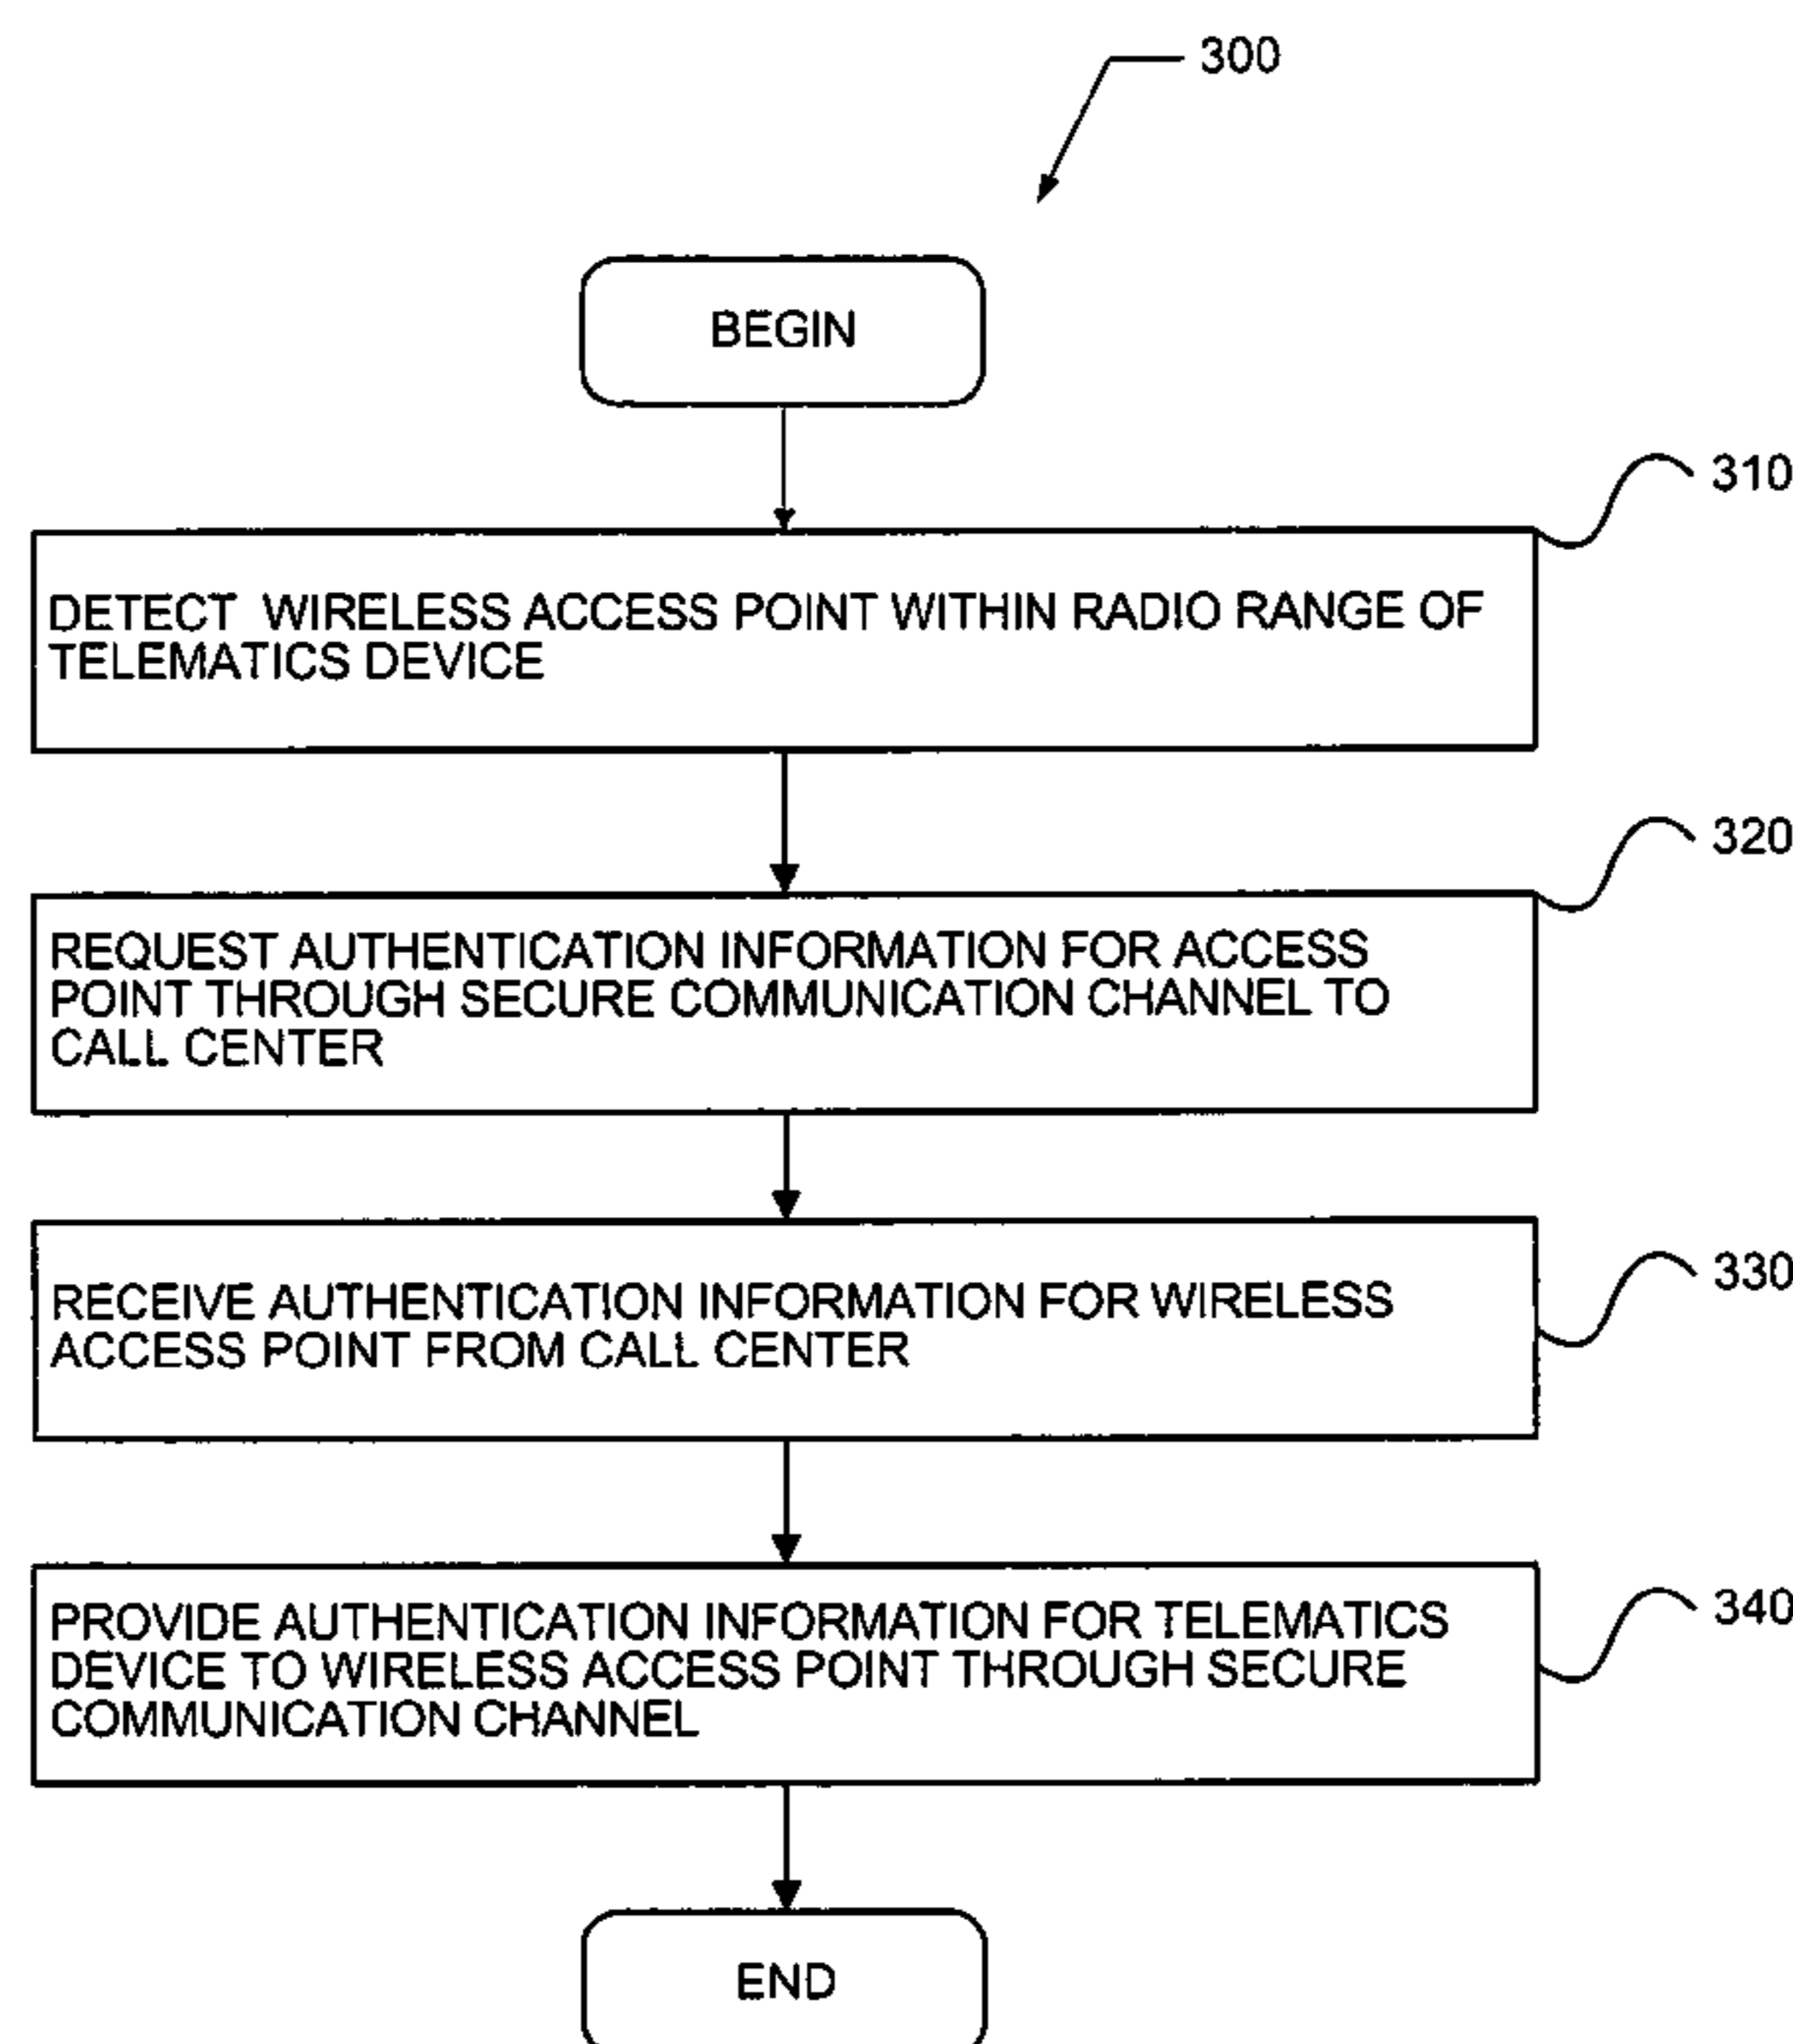 300
BEGIN
310
DETECT WIRELESS ACCESS POINT WITHIN RADIO RANGE OF
TELEMATICS DEVICE
320
REQUEST AUTHENTICATION INFORMATION FOR ACCESS
POINT THROUGH SECURE COMMUNICATION CHANNEL TO
CALL CENTER
330
RECEIVE AUTHENTICATION INFORMATION FOR WIRELESS
ACCESS POINT FROM CALL CENTER
340
PROVIDE AUTHENTICATION INFORMATION FOR TELEMATICS
DEVICE TO WIRELESS ACCESS POINT THROUGH SECURE
COMMUNICATION CHANNEL
END